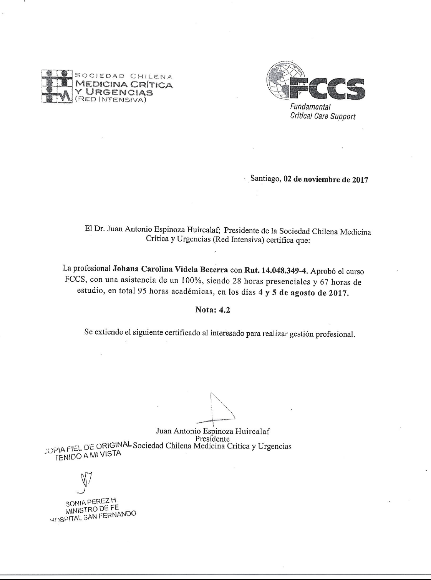 SOCIEDAD CHILENA
MEDICINA CRÍTICA
Y URGENCIAS
(RED INTENSIVA)
FCCS
Fundamental
Critical Care Support
Santiago, 02 de noviembre de 2017
El Dr. Juan Antonio Espinoza Huircalaf; Presidente de la Sociedad Chilena Medicina
Crítica y Urgencias (Red Intensiva) certifica que:
La profesional Johana Carolina Videla Becerra con Rut. 14.048.349-4. Aprobó el curso
FCCS, con una asistencia de un 100%, siendo 28 horas presenciales y 67 horas de
estudio, en total 95 horas académicas, en los días 4 y 5 de agosto de 2017.
Nota: 4.2
Se extiende el siguiente certificado al interesado para realizar gestión profesional.
Juan Antonio Espinoza Huircalaf
Presidente
Sociedad Chilena Medicina Crítica y Urgencias
COPIA FIEL DE ORIGINAL
TENIDO A MI VISTA
SONIA PEREZ H
MINISTRO DE FE
HOSPITAL SAN FERNANDO